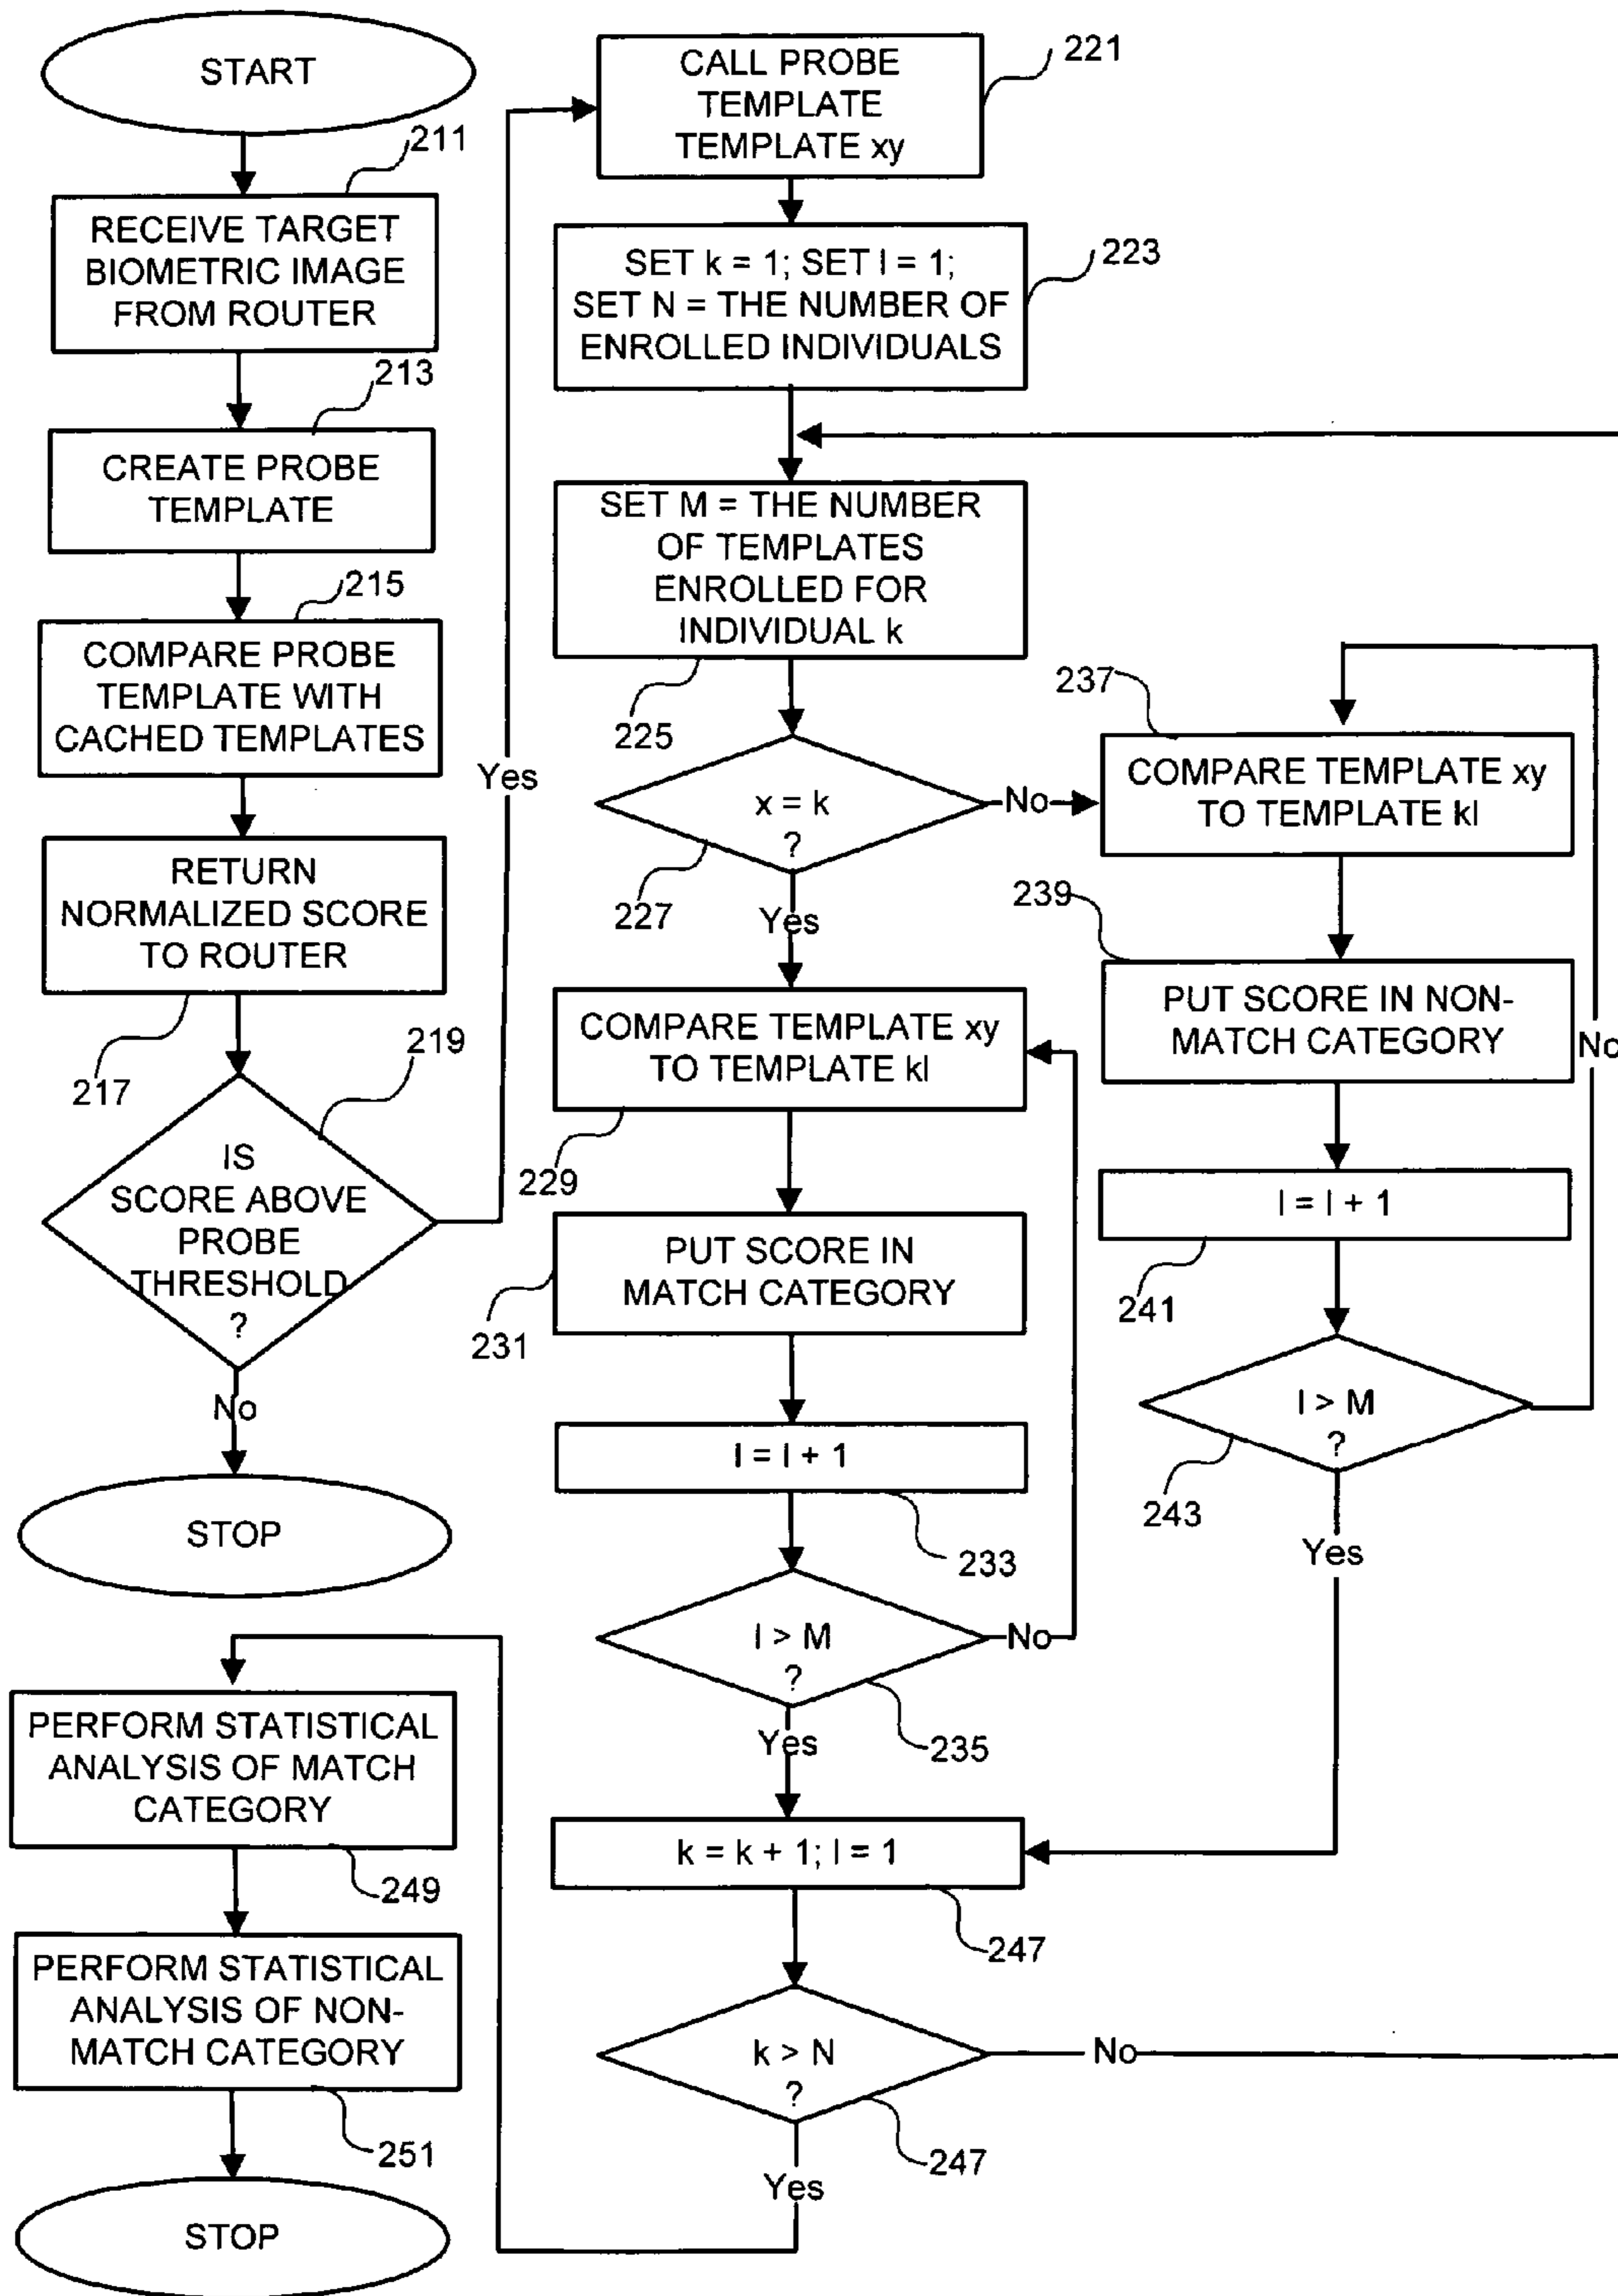 START
211
RECEIVE TARGET
BIOMETRIC IMAGE
FROM ROUTER
213
CREATE PROBE
TEMPLATE
215
COMPARE PROBE
TEMPLATE WITH
CACHED TEMPLATES
RETURN
NORMALIZED SCORE
TO ROUTER
217
219
IS
SCORE ABOVE
PROBE
THRESHOLD
?
Yes
No
STOP
221
CALL PROBE
TEMPLATE
TEMPLATE xy
223
SET k = 1; SET l = 1;
SET N = THE NUMBER OF
ENROLLED INDIVIDUALS
SET M = THE NUMBER
OF TEMPLATES
ENROLLED FOR
INDIVIDUAL k
225
x = k
?
227
No
Yes
COMPARE TEMPLATE xy
TO TEMPLATE kl
229
PUT SCORE IN
MATCH CATEGORY
231
l = l + 1
233
l > M
?
No
235
Yes
237
COMPARE TEMPLATE xy
TO TEMPLATE kl
239
PUT SCORE IN NON-
MATCH CATEGORY
No
l = l + 1
241
l > M
?
243
Yes
k = k + 1; l = 1
247
k > N
?
No
247
Yes
PERFORM STATISTICAL
ANALYSIS OF MATCH
CATEGORY
249
PERFORM STATISTICAL
ANALYSIS OF NON-
MATCH CATEGORY
251
STOP